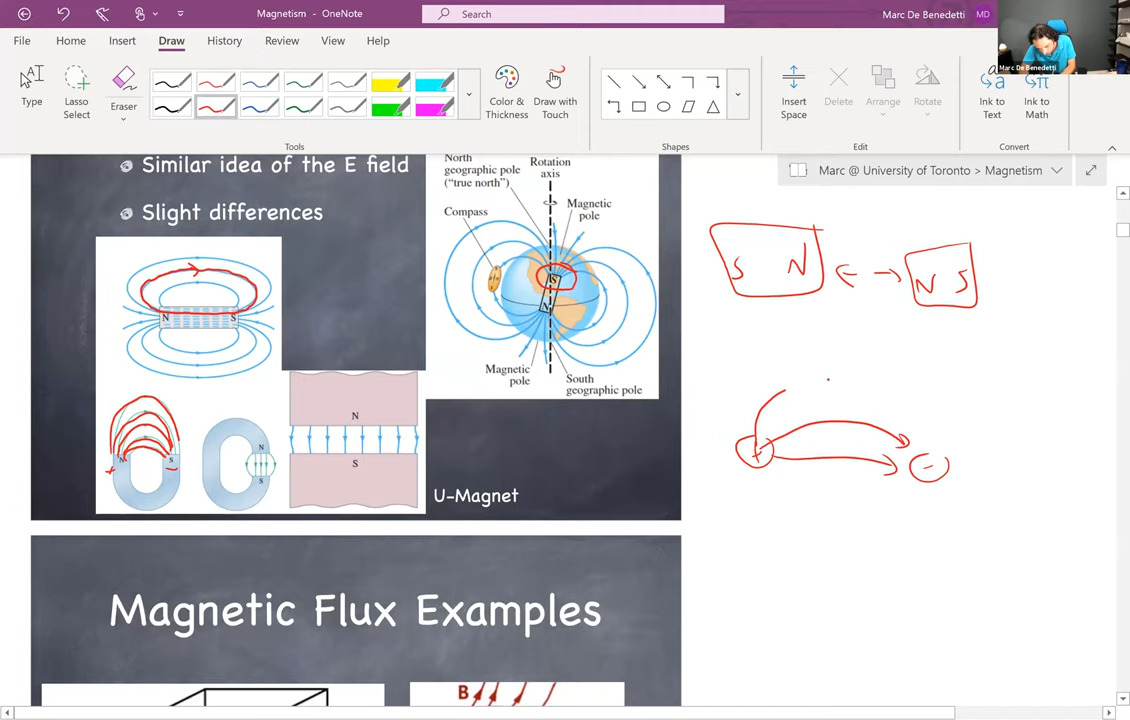 Magnetism - OneNote
Search
Marc De Benedetti
MD
File
Home
Insert
Draw
History
Review
View
Help
Marc De Benedetti
Type
Lasso
Select
Eraser
Color &
Thickness
Draw with
Touch
Insert
Space
Delete
Arrange
Rotate
Ink to
Text
Ink to
Math
Tools
Shapes
Edit
Convert
Marc @ University of Toronto > Magnetism
Similar idea of the E field
Slight differences
North
geographic pole
("true north")
Rotation
axis
Compass
Magnetic
pole
S
N
Magnetic
pole
South
geographic pole
N S
N S
N
S
N
S
U-Magnet
S N
N S
+
-
+ -
Magnetic Flux Examples
B